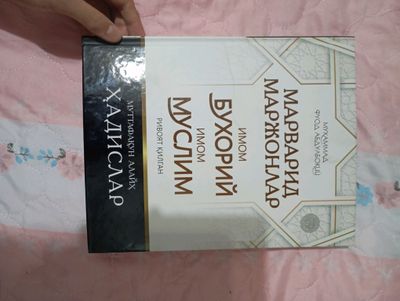 МУҲАММАД
ФУОД АБДУЛБОҚИЙ
МАРВАРИД
МАРЖОНЛАР
ИМОМ
БУХОРИЙ
ИМОМ
МУСЛИМ
РИВОЯТ ҚИЛГАН
МУТТАФАҚУН АЛАЙҲ
ҲАДИСЛАР